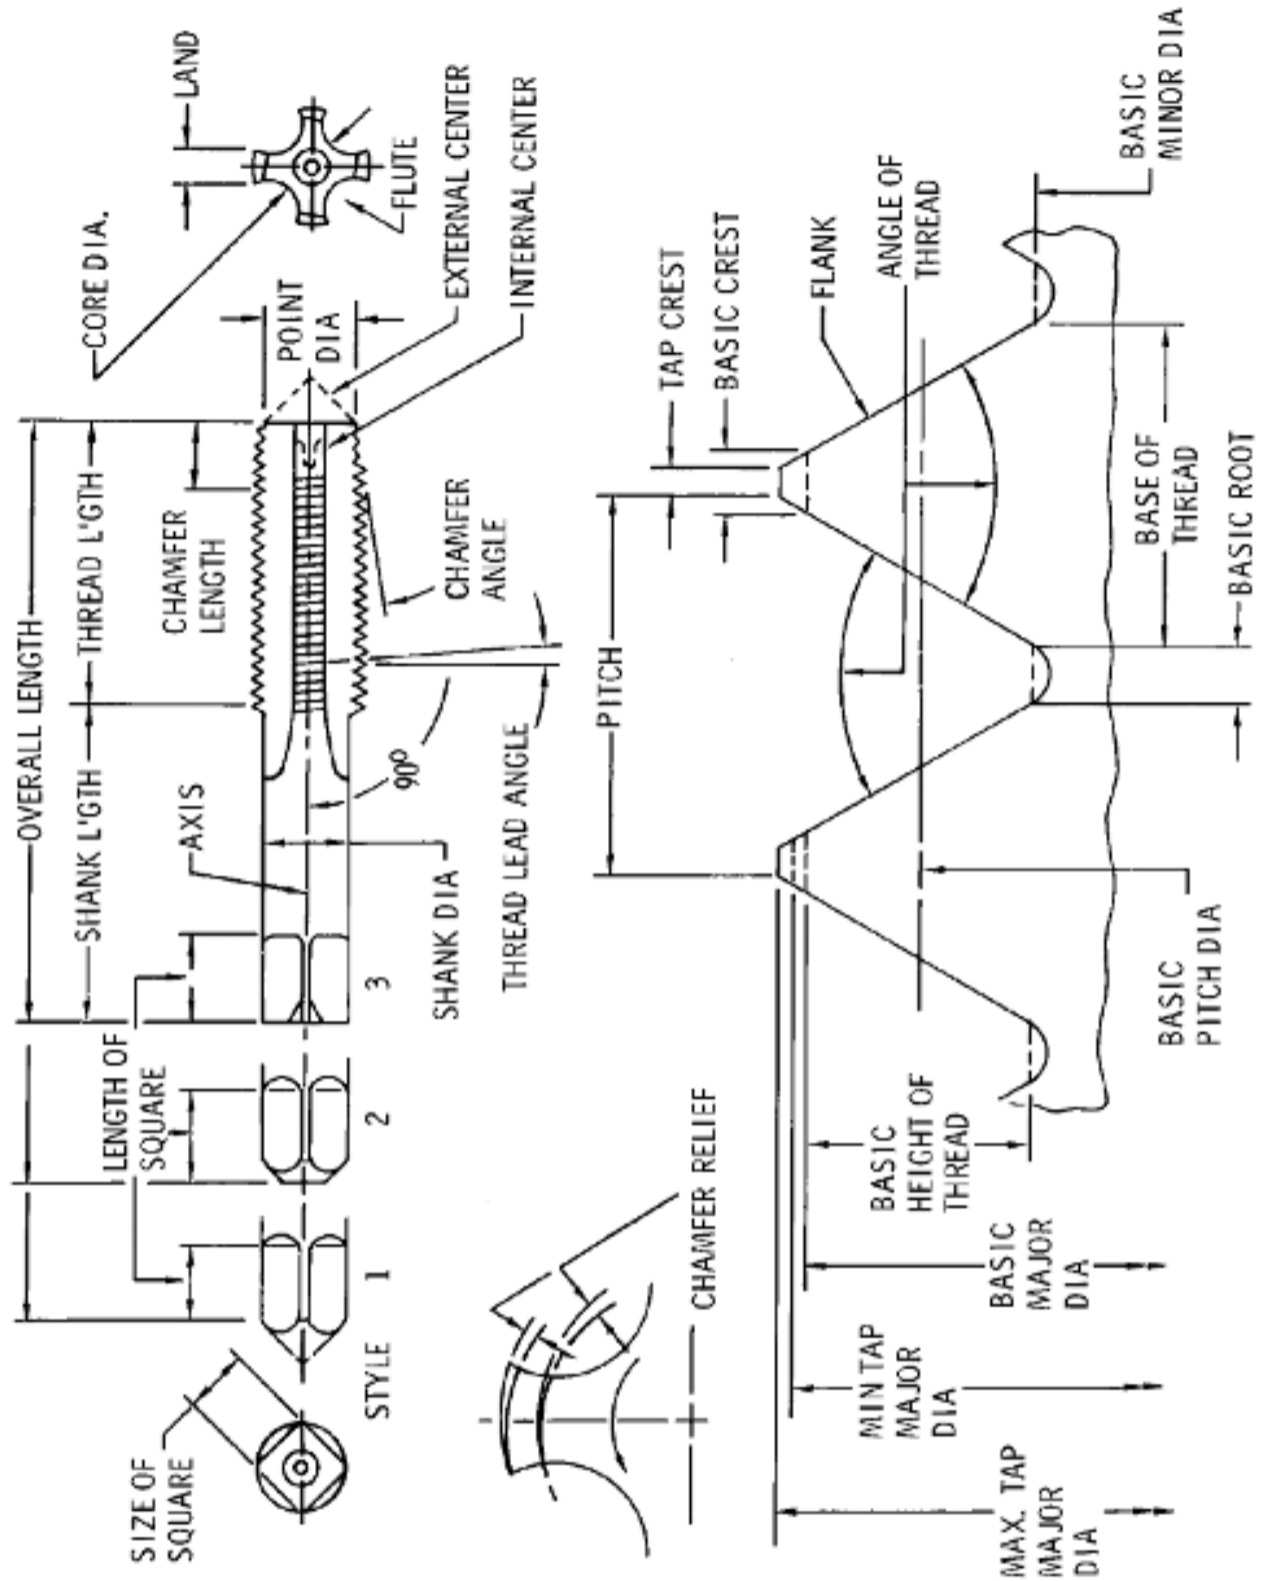 OVERALL LENGTH
SHANK L'GTH
THREAD L'GTH
CORE DIA.
LAND
LENGTH OF
SQUARE
SIZE OF
SQUARE
AXIS
CHAMFER
LENGTH
POINT
DIA
FLUTE
EXTERNAL CENTER
INTERNAL CENTER
STYLE
1
2
3
SHANK DIA
90°
CHAMFER
ANGLE
THREAD LEAD ANGLE
CHAMFER RELIEF
PITCH
TAP CREST
BASIC CREST
FLANK
ANGLE OF
THREAD
BASIC
MINOR DIA
MAX. TAP
MAJOR
DIA
MIN TAP
MAJOR
DIA
BASIC
MAJOR
DIA
BASIC
HEIGHT OF
THREAD
BASIC
PITCH DIA
BASE OF
THREAD
BASIC ROOT